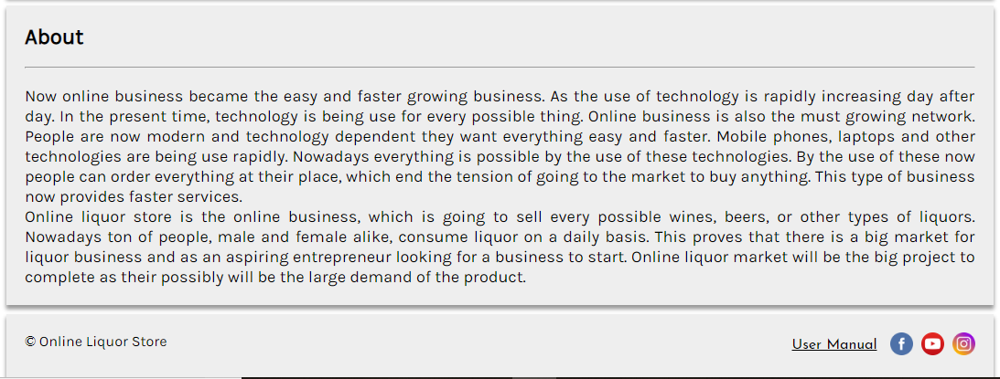 About
Now online business became the easy and faster growing business. As the use of technology is rapidly increasing day after
day. In the present time, technology is being use for every possible thing. Online business is also the must growing network.
People are now modern and technology dependent they want everything easy and faster. Mobile phones, laptops and other
technologies are being use rapidly. Nowadays everything is possible by the use of these technologies. By the use of these now
people can order everything at their place, which end the tension of going to the market to buy anything. This type of business
now provides faster services.
Online liquor store is the online business, which is going to sell every possible wines, beers, or other types of liquors.
Nowadays ton of people, male and female alike, consume liquor on a daily basis. This proves that there is a big market for
liquor business and as an aspiring entrepreneur looking for a business to start. Online liquor market will be the big project to
complete as their possibly will be the large demand of the product.
© Online Liquor Store
User Manual